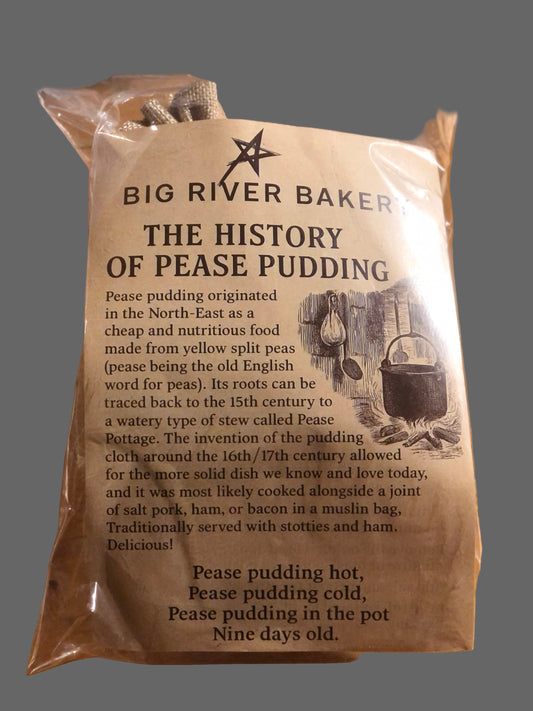 BIG RIVER BAKERY
THE HISTORY
OF PEASE PUDDING
Pease pudding originated
in the North-East as a
cheap and nutritious food
made from yellow split peas
(pease being the old English
word for peas). Its roots can be
traced back to the 15th century to
a watery type of stew called Pease
Pottage. The invention of the pudding
cloth around the 16th/17th century allowed
for the more solid dish we know and love today,
and it was most likely cooked alongside a joint
of salt pork, ham, or bacon in a muslin bag,
Traditionally served with stotties and ham.
Delicious!
Pease pudding hot,
Pease pudding cold,
Pease pudding in the pot
Nine days old.